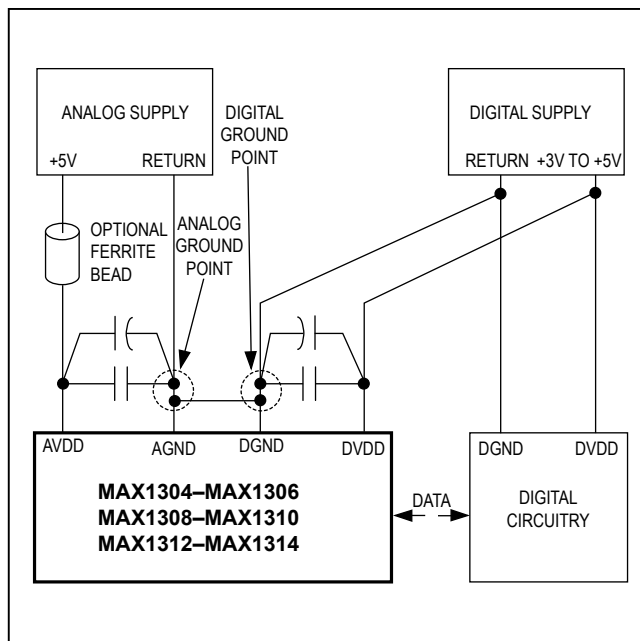 ANALOG SUPPLY
+5V RETURN
DIGITAL
GROUND
POINT
DIGITAL SUPPLY
RETURN +3V TO +5V
OPTIONAL
FERRITE
BEAD
ANALOG
GROUND
POINT
AVDD AGND DGND DVDD
MAX1304–MAX1306
MAX1308–MAX1310
MAX1312–MAX1314
DATA
DGND DVDD
DIGITAL
CIRCUITRY